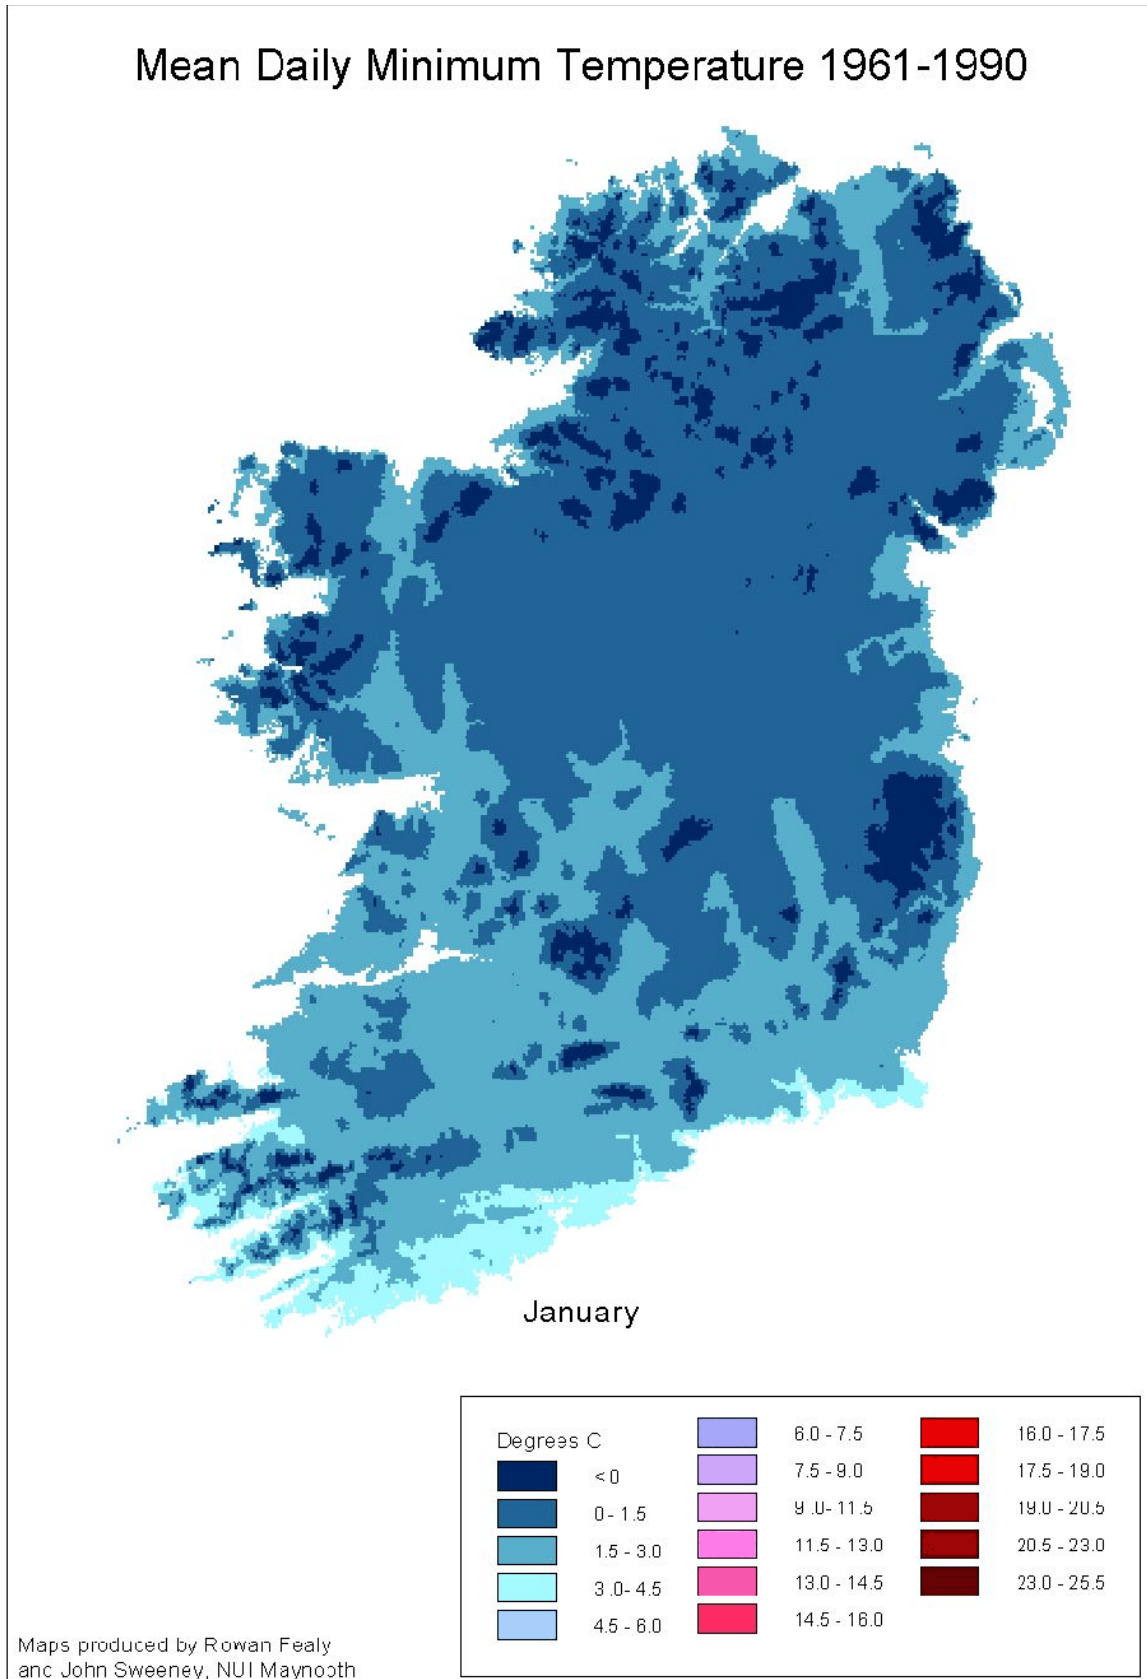 Mean Daily Minimum Temperature 1961-1990
January
Degrees C
< 0
0 - 1.5
1.5 - 3.0
3.0- 4.5
4.5 - 6.0
6.0 - 7.5
7.5 - 9.0
9.0- 11.5
11.5 - 13.0
13.0 - 14.5
14.5 - 16.0
16.0 - 17.5
17.5 - 19.0
19.0 - 20.5
20.5 - 23.0
23.0 - 25.5
Maps produced by Rowan Fealy
and John Sweeney, NUI Maynooth